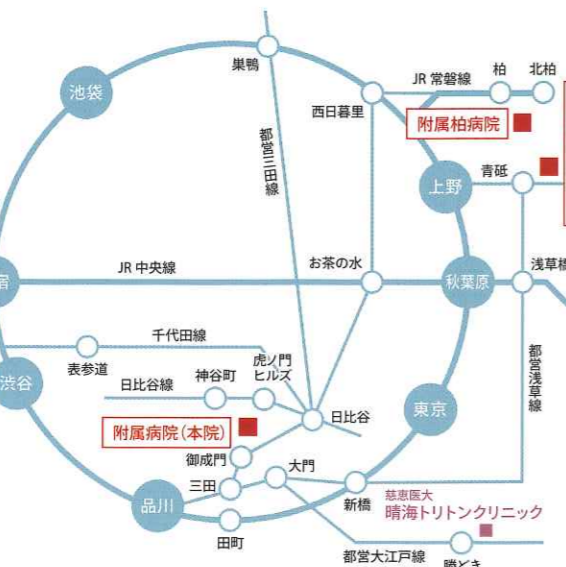 巣鴨
池袋
都営三田線
西日暮里
JR 常磐線
柏
北柏
附属柏病院
上野
青砥
宿
JR 中央線
お茶の水
秋葉原
浅草橋
千代田線
表参道
渋谷
日比谷線
神谷町
虎ノ門
ヒルズ
日比谷
都営浅草線
東京
附属病院(本院)
御成門
三田
大門
品川
田町
新橋
慈恵医大
晴海トリトンクリニック
都営大江戸線
勝どき